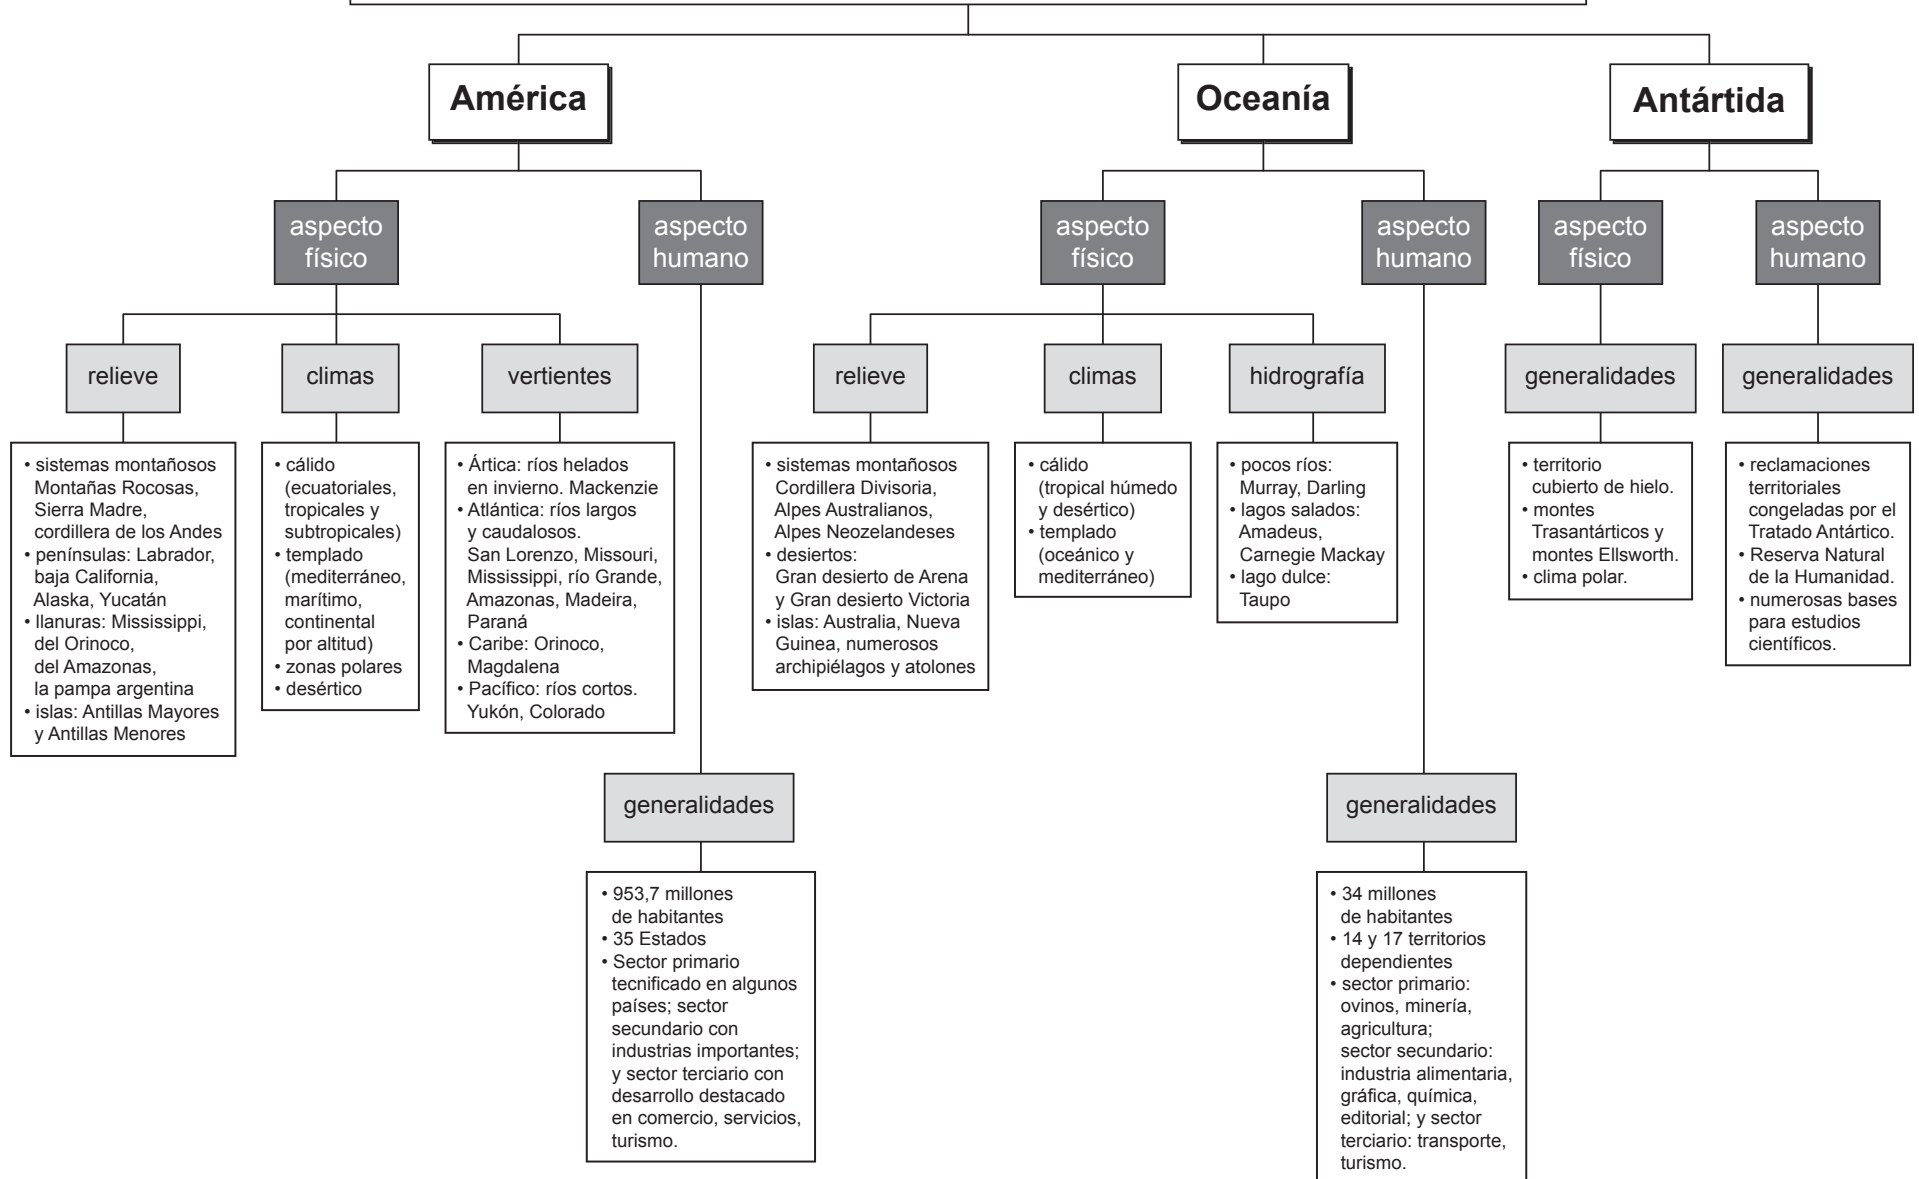 América
Oceanía
Antártida
aspecto
físico
aspecto
humano
aspecto
físico
aspecto
humano
aspecto
físico
aspecto
humano
relieve
climas
vertientes
relieve
climas
hidrografía
generalidades
generalidades
• sistemas montañosos
Montañas Rocosas,
Sierra Madre,
cordillera de los Andes
• penínsulas: Labrador,
baja California,
Alaska, Yucatán
• llanuras: Mississippi,
del Orinoco,
del Amazonas,
la pampa argentina
• islas: Antillas Mayores
y Antillas Menores
• cálido
(ecuatoriales,
tropicales y
subtropicales)
• templado
(mediterráneo,
marítimo,
continental
por altitud)
• zonas polares
• desértico
• Ártica: ríos helados
en invierno. Mackenzie
• Atlántica: ríos largos
y caudalosos.
San Lorenzo, Missouri,
Mississippi, río Grande,
Amazonas, Madeira,
Paraná
• Caribe: Orinoco,
Magdalena
• Pacífico: ríos cortos.
Yukón, Colorado
• sistemas montañosos
Cordillera Divisoria,
Alpes Australianos,
Alpes Neozelandeses
• desiertos:
Gran desierto de Arena
y Gran desierto Victoria
• islas: Australia, Nueva
Guinea, numerosos
archipiélagos y atolones
• cálido
(tropical húmedo
y desértico)
• templado
(oceánico y
mediterráneo)
• pocos ríos:
Murray, Darling
• lagos salados:
Amadeus,
Carnegie Mackay
• lago dulce:
Taupo
• territorio
cubierto de hielo.
• montes
Trasantárticos y
montes Ellsworth.
• clima polar.
• reclamaciones
territoriales
congeladas por el
Tratado Antártico.
• Reserva Natural
de la Humanidad.
• numerosas bases
para estudios
científicos.
generalidades
generalidades
• 953,7 millones
de habitantes
• 35 Estados
• Sector primario
tecnificado en algunos
países; sector
secundario con
industrias importantes;
y sector terciario con
desarrollo destacado
en comercio, servicios,
turismo.
• 34 millones
de habitantes
• 14 y 17 territorios
dependientes
• sector primario:
ovinos, minería,
agricultura;
sector secundario:
industria alimentaria,
gráfica, química,
editorial; y sector
terciario: transporte,
turismo.